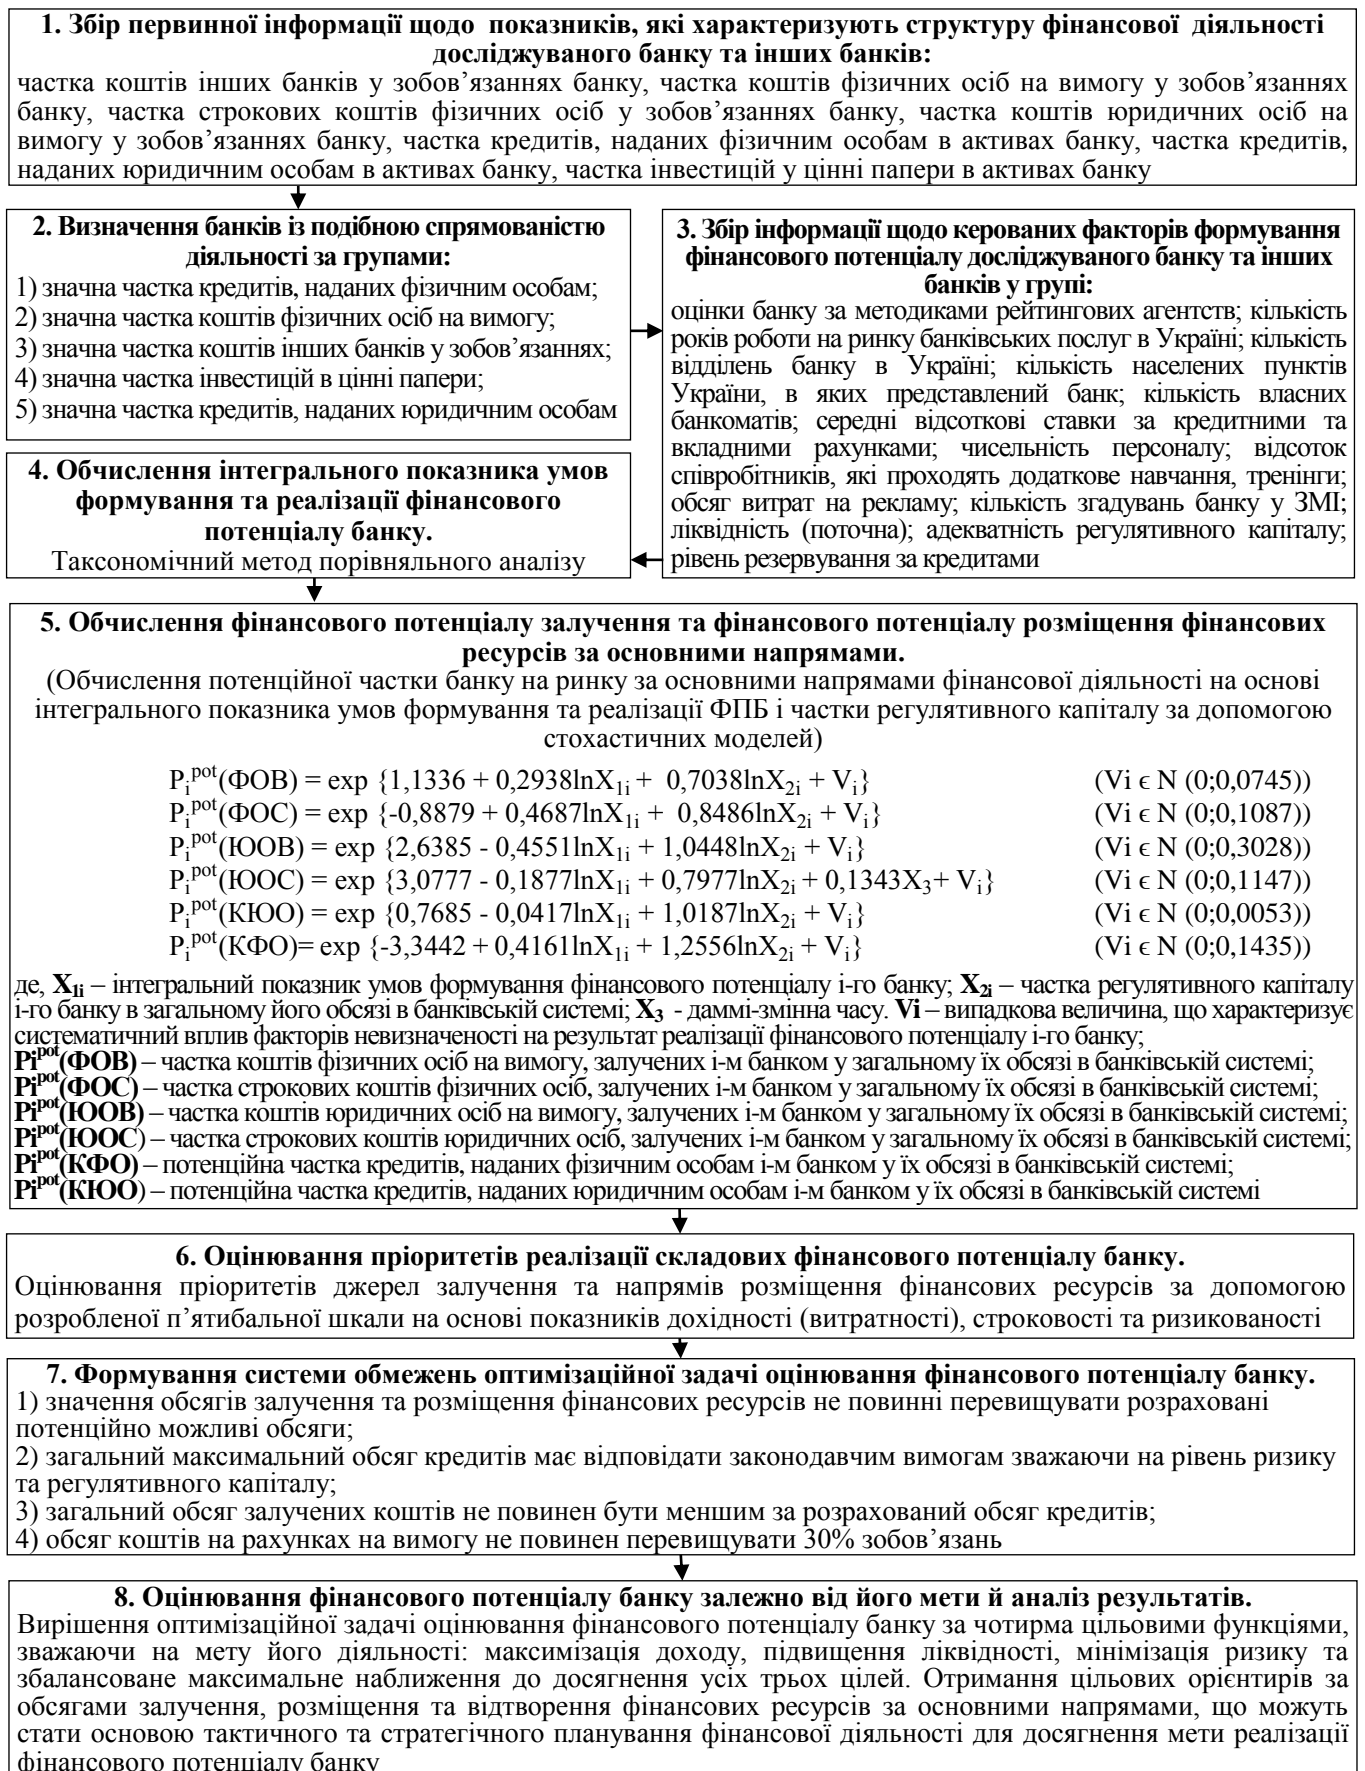 1. Збір первинної інформації щодо показників, які характеризують структуру фінансової діяльності
досліджуваного банку та інших банків:
частка коштів інших банків у зобов’язаннях банку, частка коштів фізичних осіб на вимогу у зобов’язаннях
банку, частка строкових коштів фізичних осіб у зобов’язаннях банку, частка коштів юридичних осіб на
вимогу у зобов’язаннях банку, частка кредитів, наданих фізичним особам в активах банку, частка кредитів,
наданих юридичним особам в активах банку, частка інвестицій у цінні папери в активах банку
2. Визначення банків із подібною спрямованістю
діяльності за групами:
1) значна частка кредитів, наданих фізичним особам;
2) значна частка коштів фізичних осіб на вимогу;
3) значна частка коштів інших банків у зобов’язаннях;
4) значна частка інвестицій в цінні папери;
5) значна частка кредитів, наданих юридичним особам
3. Збір інформації щодо керованих факторів формування
фінансового потенціалу досліджуваного банку та інших
банків у групі:
оцінки банку за методиками рейтингових агентств; кількість
років роботи на ринку банківських послуг в Україні; кількість
відділень банку в Україні; кількість населених пунктів
України, в яких представлений банк; кількість власних
банкоматів; середні відсоткові ставки за кредитними та
вкладними рахунками; чисельність персоналу; відсоток
співробітників, які проходять додаткове навчання, тренінги;
обсяг витрат на рекламу; кількість згадувань банку у ЗМІ;
ліквідність (поточна); адекватність регулятивного капіталу;
рівень резервування за кредитами
4. Обчислення інтегрального показника умов
формування та реалізації фінансового
потенціалу банку.
Таксономічний метод порівняльного аналізу
5. Обчислення фінансового потенціалу залучення та фінансового потенціалу розміщення фінансових
ресурсів за основними напрямами.
(Обчислення потенційної частки банку на ринку за основними напрямами фінансової діяльності на основі
інтегрального показника умов формування та реалізації ФПБ і частки регулятивного капіталу за допомогою
стохастичних моделей)
Pᵢᵖᵒᵗ(ФОВ) = exp {1,1336 + 0,2938lnX₁ᵢ + 0,7038lnX₂ᵢ + Vᵢ} (Vi є N (0;0,0745))
Pᵢᵖᵒᵗ(ФОС) = exp {-0,8879 + 0,4687lnX₁ᵢ + 0,8486lnX₂ᵢ + Vᵢ} (Vi є N (0;0,1087))
Pᵢᵖᵒᵗ(ЮОВ) = exp {2,6385 - 0,4551lnX₁ᵢ + 1,0448lnX₂ᵢ + Vᵢ} (Vi є N (0;0,3028))
Pᵢᵖᵒᵗ(ЮОС) = exp {3,0777 - 0,1877lnX₁ᵢ + 0,7977lnX₂ᵢ + 0,1343X₃+ Vᵢ} (Vi є N (0;0,1147))
Pᵢᵖᵒᵗ(КЮО) = exp {0,7685 - 0,0417lnX₁ᵢ + 1,0187lnX₂ᵢ + Vᵢ} (Vi є N (0;0,0053))
Pᵢᵖᵒᵗ(КФО)= exp {-3,3442 + 0,4161lnX₁ᵢ + 1,2556lnX₂ᵢ + Vᵢ} (Vi є N (0;0,1435))
де, X₁ᵢ – інтегральний показник умов формування фінансового потенціалу і-го банку; X₂ᵢ – частка регулятивного капіталу
і-го банку в загальному його обсязі в банківській системі; X₃ - даммі-змінна часу. Vi – випадкова величина, що характеризує
систематичний вплив факторів невизначеності на результат реалізації фінансового потенціалу і-го банку;
Piᵖᵒᵗ(ФОВ) – частка коштів фізичних осіб на вимогу, залучених і-м банком у загальному їх обсязі в банківській системі;
Piᵖᵒᵗ(ФОС) – частка строкових коштів фізичних осіб, залучених і-м банком у загальному їх обсязі в банківській системі;
Piᵖᵒᵗ(ЮОВ) – частка коштів юридичних осіб на вимогу, залучених і-м банком у загальному їх обсязі в банківській системі;
Piᵖᵒᵗ(ЮОС) – частка строкових коштів юридичних осіб, залучених і-м банком у загальному їх обсязі в банківській системі;
Piᵖᵒᵗ(КФО) – потенційна частка кредитів, наданих фізичним особам і-м банком у їх обсязі в банківській системі;
Piᵖᵒᵗ(КЮО) – потенційна частка кредитів, наданих юридичним особам і-м банком у їх обсязі в банківській системі
6. Оцінювання пріоритетів реалізації складових фінансового потенціалу банку.
Оцінювання пріоритетів джерел залучення та напрямів розміщення фінансових ресурсів за допомогою
розробленої п’ятибальної шкали на основі показників дохідності (витратності), строковості та ризикованості
7. Формування системи обмежень оптимізаційної задачі оцінювання фінансового потенціалу банку.
1) значення обсягів залучення та розміщення фінансових ресурсів не повинні перевищувати розраховані
потенційно можливі обсяги;
2) загальний максимальний обсяг кредитів має відповідати законодавчим вимогам зважаючи на рівень ризику
та регулятивного капіталу;
3) загальний обсяг залучених коштів не повинен бути меншим за розрахований обсяг кредитів;
4) обсяг коштів на рахунках на вимогу не повинен перевищувати 30% зобов’язань
8. Оцінювання фінансового потенціалу банку залежно від його мети й аналіз результатів.
Вирішення оптимізаційної задачі оцінювання фінансового потенціалу банку за чотирма цільовими функціями,
зважаючи на мету його діяльності: максимізація доходу, підвищення ліквідності, мінімізація ризику та
збалансоване максимальне наближення до досягнення усіх трьох цілей. Отримання цільових орієнтирів за
обсягами залучення, розміщення та відтворення фінансових ресурсів за основними напрямами, що можуть
стати основою тактичного та стратегічного планування фінансової діяльності для досягнення мети реалізації
фінансового потенціалу банку